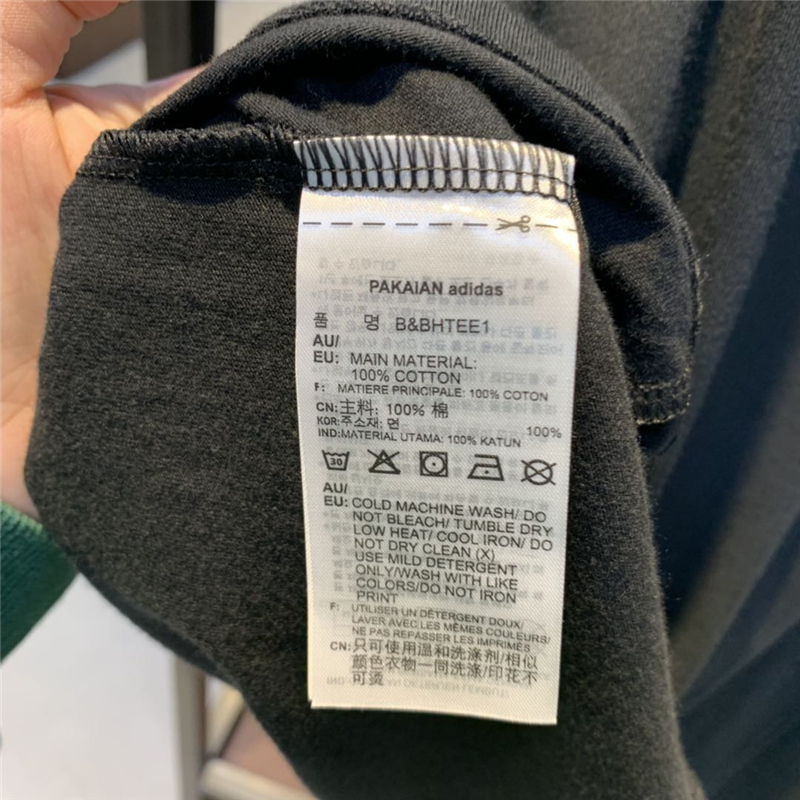 PAKAIAN adidas
품 명 B&BHTEE1
AU/
EU: MAIN MATERIAL:
100% COTTON
F: MATIERE PRINCIPALE: 100% COTON
CN:主料: 100% 棉
KOR:주소재: 면 100%
IND:MATERIAL UTAMA: 100% KATUN
30
AU/
EU: COLD MACHINE WASH/ DO
NOT BLEACH/ TUMBLE DRY
LOW HEAT/ COOL IRON/ DO
NOT DRY CLEAN (X)
USE MILD DETERGENT
ONLY/WASH WITH LIKE
COLORS/DO NOT IRON
PRINT
F: UTILISER UN DÉTERGENT DOUX/
LAVER AVEC LES MÊMES COULEURS/
NE PAS REPASSER LES IMPRIMÉS
CN:只可使用温和洗涤剂/相似
颜色衣物一同洗涤/印花不
可烫